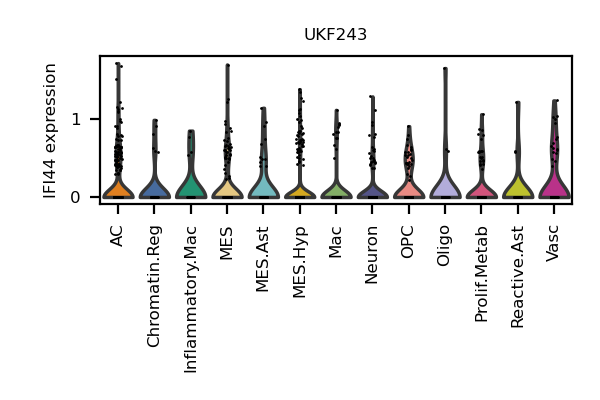 UKF243
IFI44 expression
1
0
AC
Chromatin.Reg
Inflammatory.Mac
MES
MES.Ast
MES.Hyp
Mac
Neuron
OPC
Oligo
Prolif.Metab
Reactive.Ast
Vasc